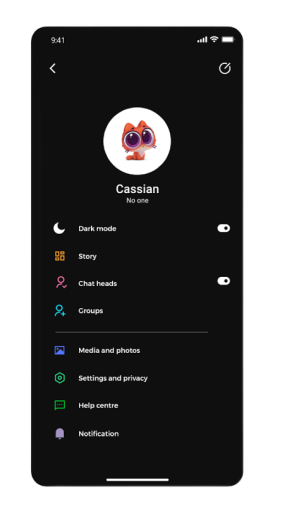 9:41
Cassian
No one
Dark mode
Story
Chat heads
Groups
Media and photos
Settings and privacy
Help centre
Notification